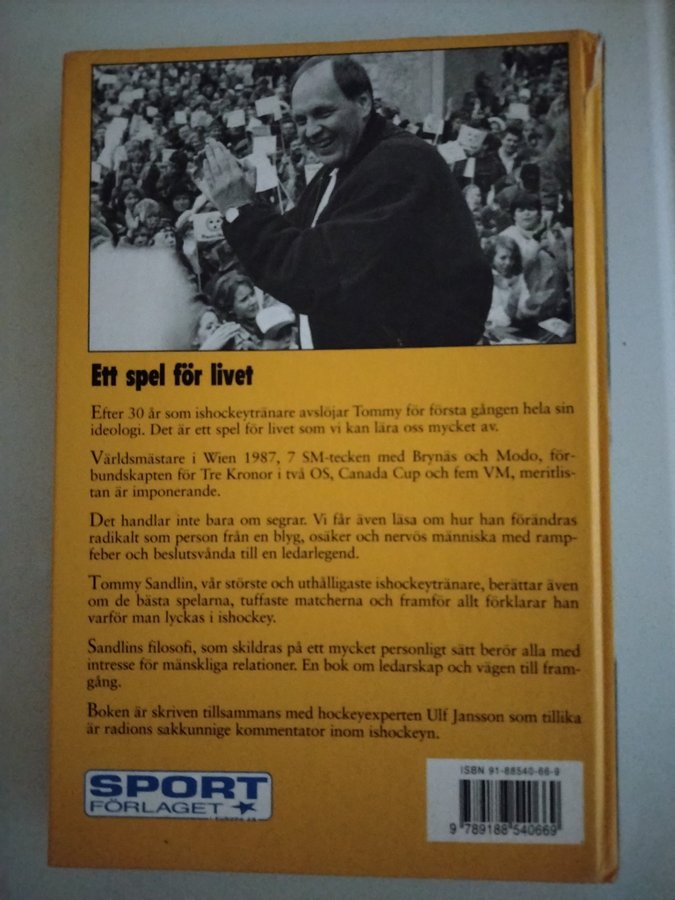 Ett spel för livet
Efter 30 år som ishockeytränare avslöjar Tommy för första gången hela sin
ideologi. Det är ett spel för livet som vi kan lära oss mycket av.
Världsmästare i Wien 1987, 7 SM-tecken med Brynäs och Modo, för-
bundskapten för Tre Kronor i två OS, Canada Cup och fem VM, meritlis-
tan är imponerande.
Det handlar inte bara om segrar. Vi får även läsa om hur han förändras
radikalt som person från en blyg, osäker och nervös människa med ramp-
feber och beslutsvånda till en ledarlegend.
Tommy Sandlin, vår störste och uthålligaste ishockeytränare, berättar även
om de bästa spelarna, tuffaste matcherna och framför allt förklarar han
varför man lyckas i ishockey.
Sandlins filosofi, som skildras på ett mycket personligt sätt berör alla med
intresse för mänskliga relationer. En bok om ledarskap och vägen till fram-
gång.
Boken är skriven tillsammans med hockeyexperten Ulf Jansson som tillika
är radions sakkunnige kommentator inom ishockeyn.
SPORT
FÖRLAGET
ISBN 91-88540-66-9
9 789188 540669